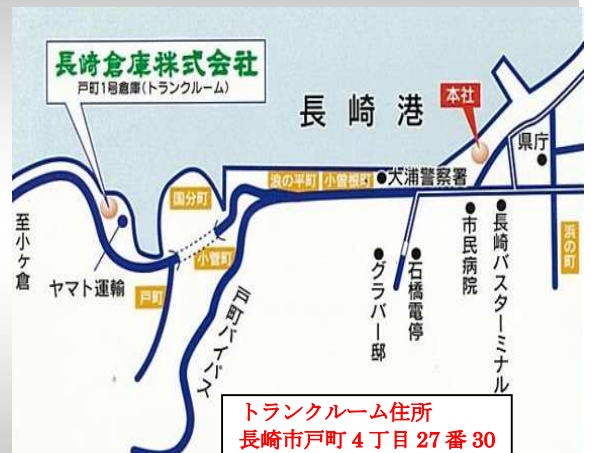 長崎倉庫株式会社
戸町1号倉庫(トランクルーム)
長崎港
本社
県庁
大浦警察署
浪の平町
小曽根町
国分町
小菅町
戸町
至小ヶ倉
ヤマト運輸
戸町バイパス
グラバー邸
石橋電停
市民病院
長崎バスターミナル
浜の町
トランクルーム住所
長崎市戸町4丁目27番30